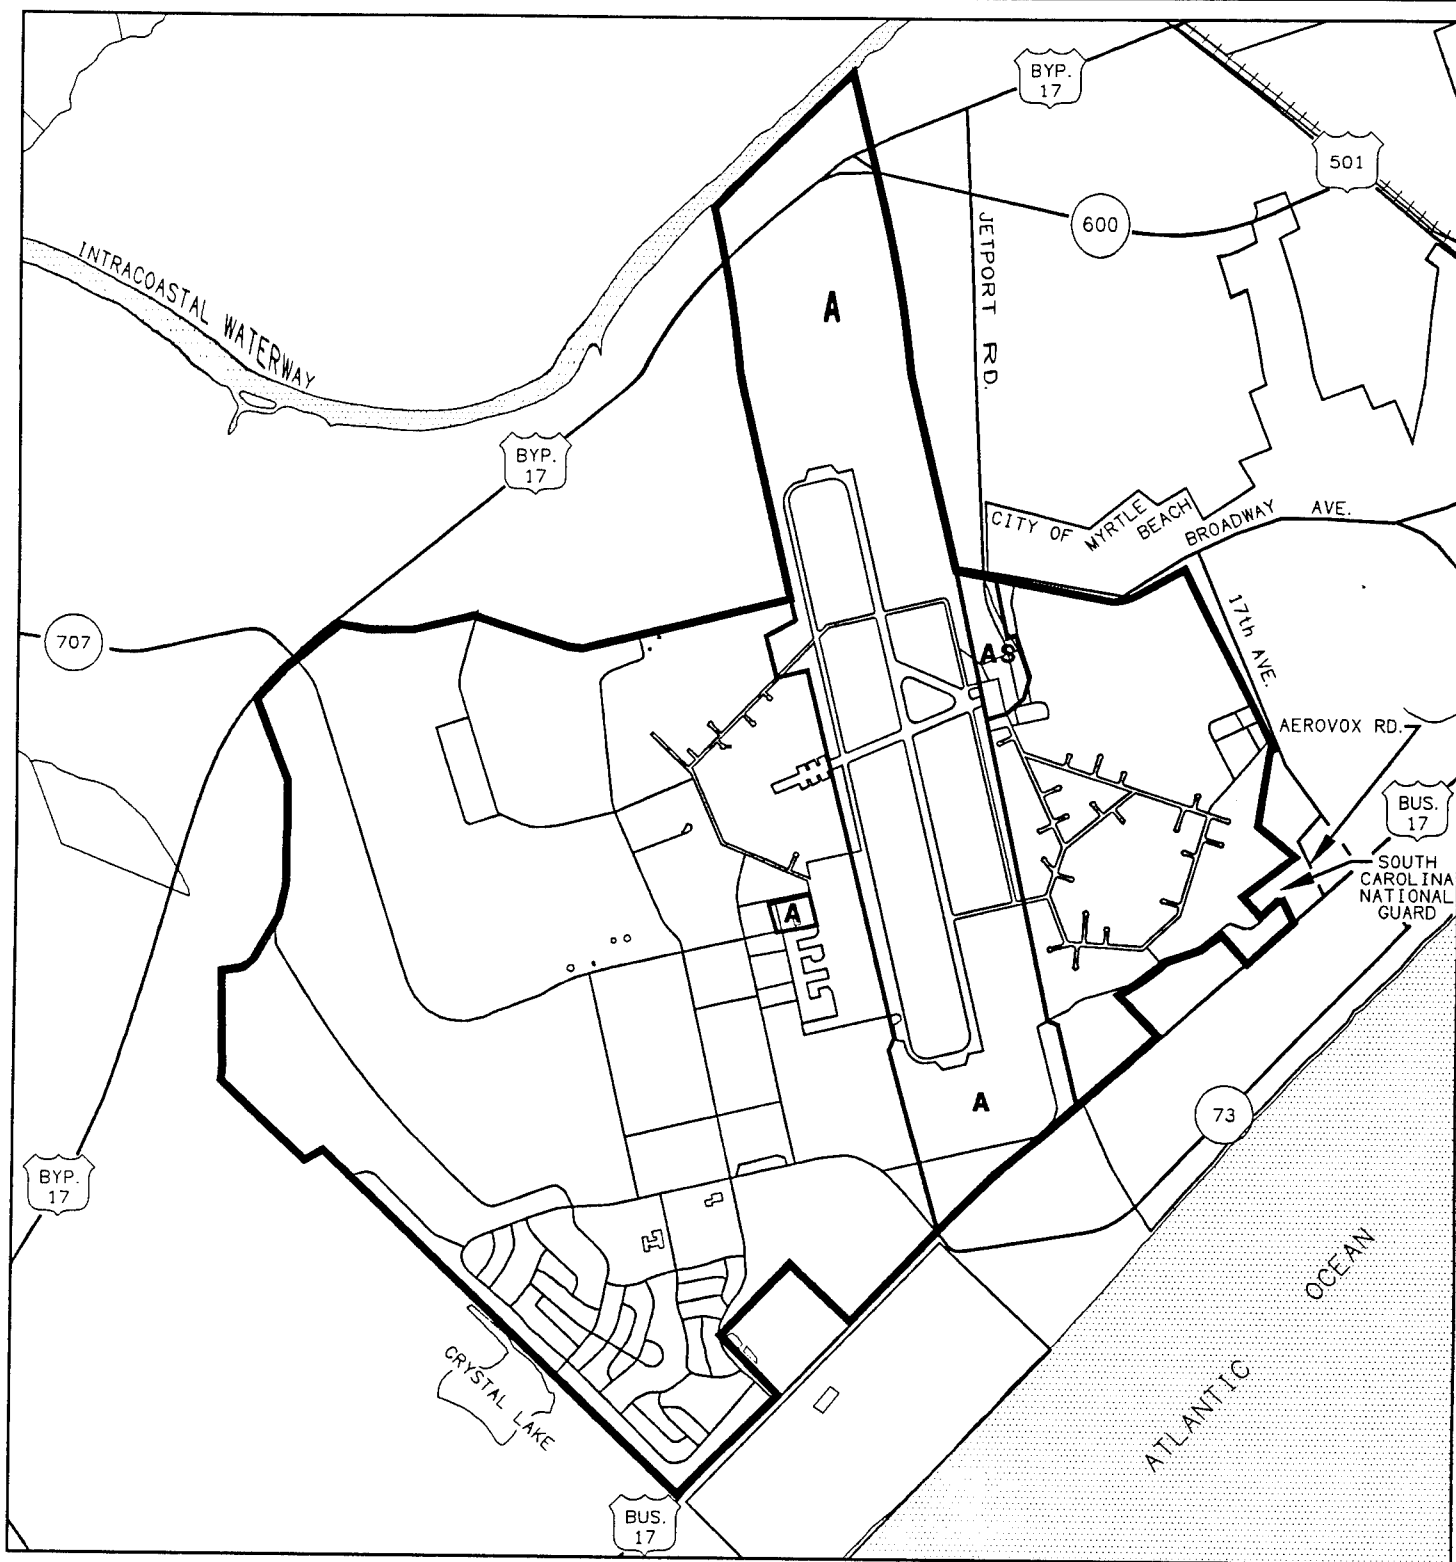 BYP.
17
501
600
JETPORT RD.
INTRACOASTAL WATERWAY
A
BYP.
17
CITY OF MYRTLE BEACH
BROADWAY AVE.
17th AVE.
707
A8
AEROVOX RD.
BUS.
17
SOUTH
CAROLINA
NATIONAL
GUARD
A
A
73
BYP.
17
OCEAN
ATLANTIC
CRYSTAL LAKE
BUS.
17